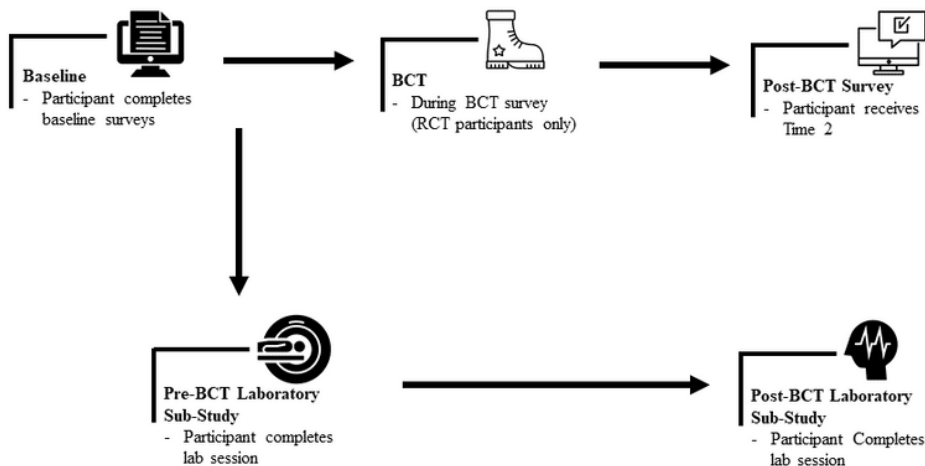 Baseline
- Participant completes
baseline surveys
BCT
- During BCT survey
(RCT participants only)
Post-BCT Survey
- Participant receives
Time 2
Pre-BCT Laboratory
Sub-Study
- Participant completes
lab session
Post-BCT Laboratory
Sub-Study
- Participant Completes
lab session